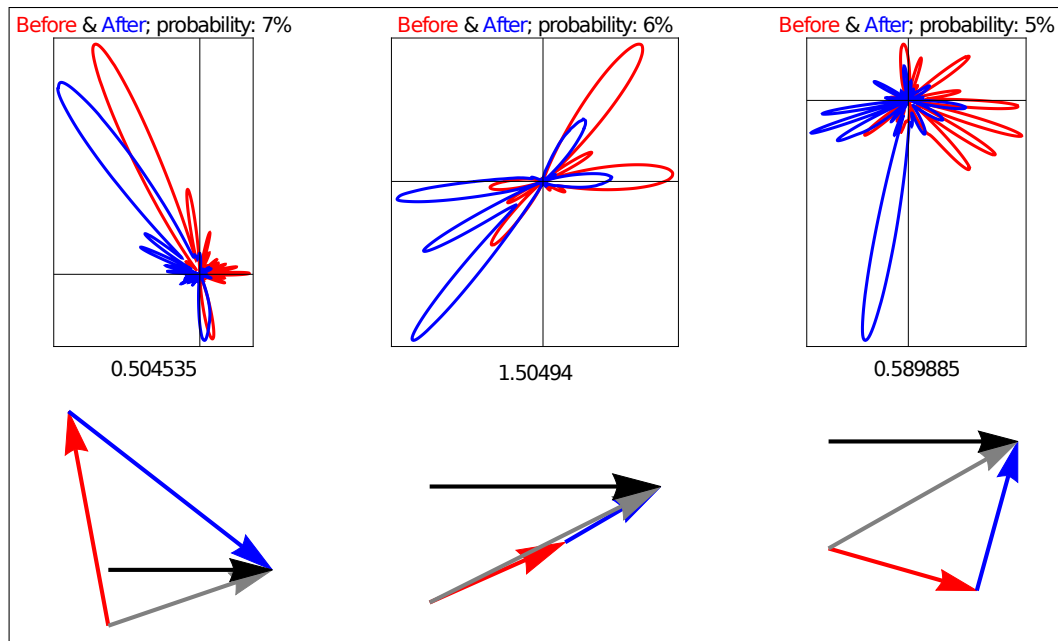 Before & After; probability: 7%
Before & After; probability: 6%
Before & After; probability: 5%
0.504535
1.50494
0.589885